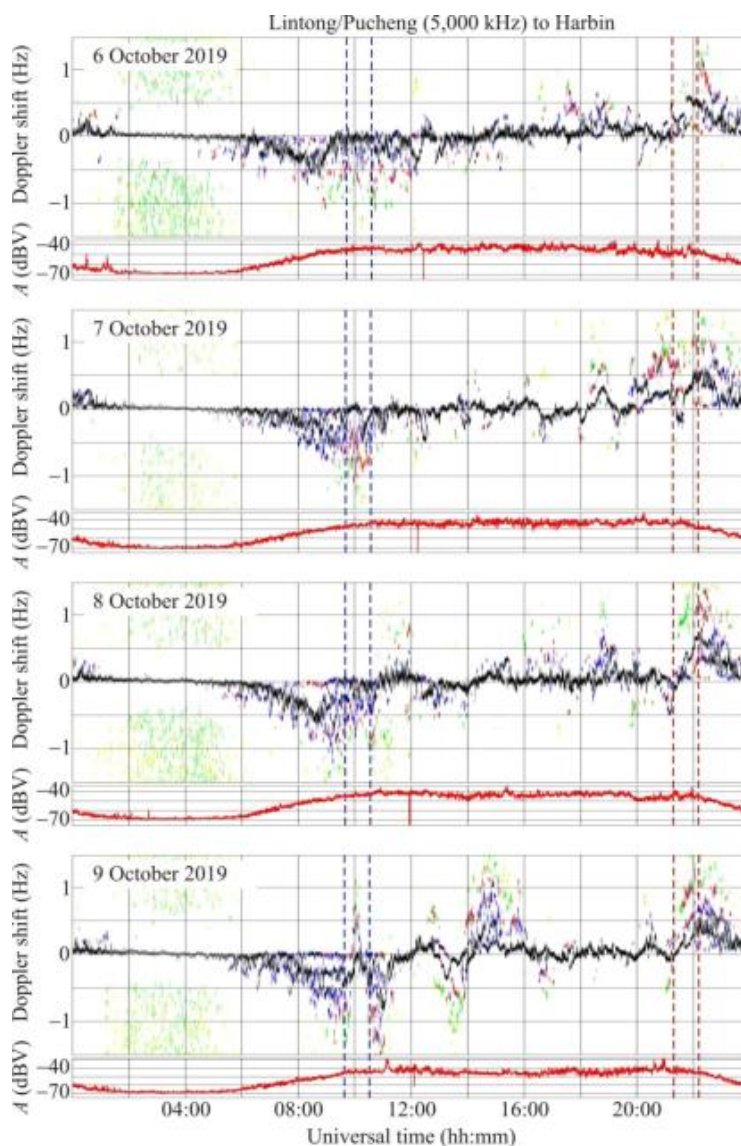 Lintong/Pucheng (5,000 kHz) to Harbin
6 October 2019
Doppler shift (Hz)
1
0
−1
A (dBV)
−40
−70
7 October 2019
Doppler shift (Hz)
1
0
−1
A (dBV)
−40
−70
8 October 2019
Doppler shift (Hz)
1
0
−1
A (dBV)
−40
−70
9 October 2019
Doppler shift (Hz)
1
0
−1
A (dBV)
−40
−70
04:00 08:00 12:00 16:00 20:00
Universal time (hh:mm)